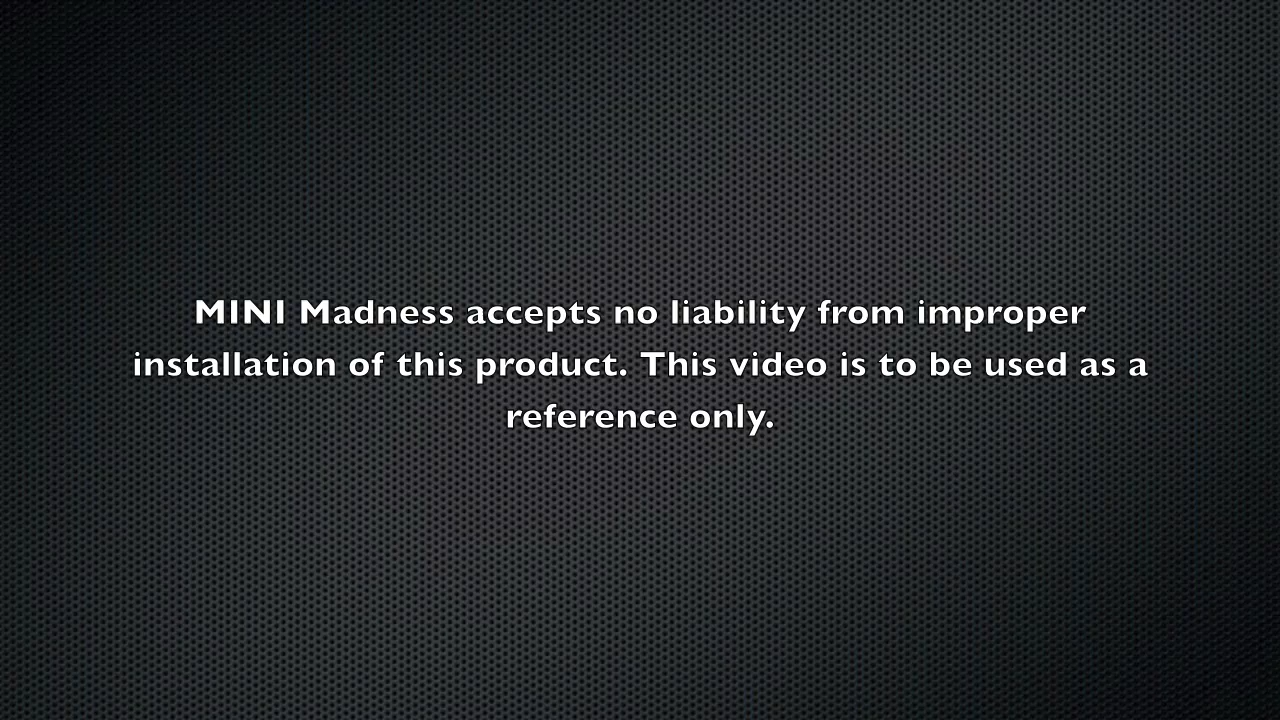 MINI Madness accepts no liability from improper
installation of this product. This video is to be used as a
reference only.